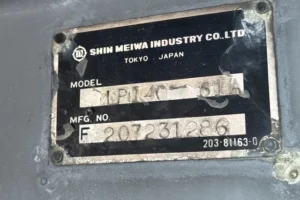 SHIN MEIWA INDUSTRY CO.,LTD.
TOKYO . JAPAN
MODEL
MFG. NO
F 207231286
203-81163-0